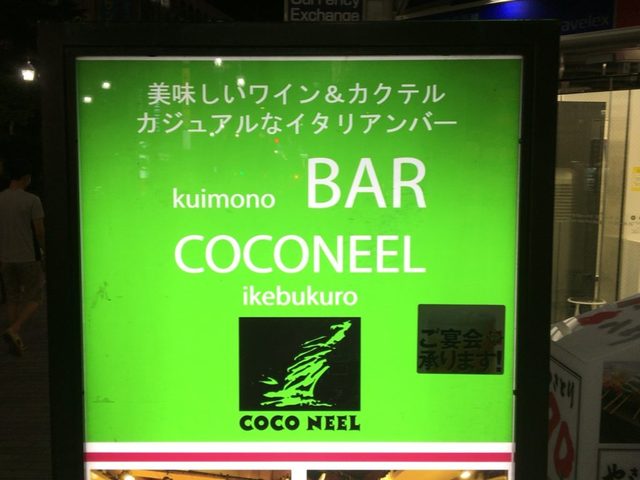 Currency
Exchange
avelex
美味しいワイン＆カクテル
カジュアルなイタリアンバー
kuimono BAR
COCONEEL
ikebukuro
COCO NEEL
ご宴会
承ります!